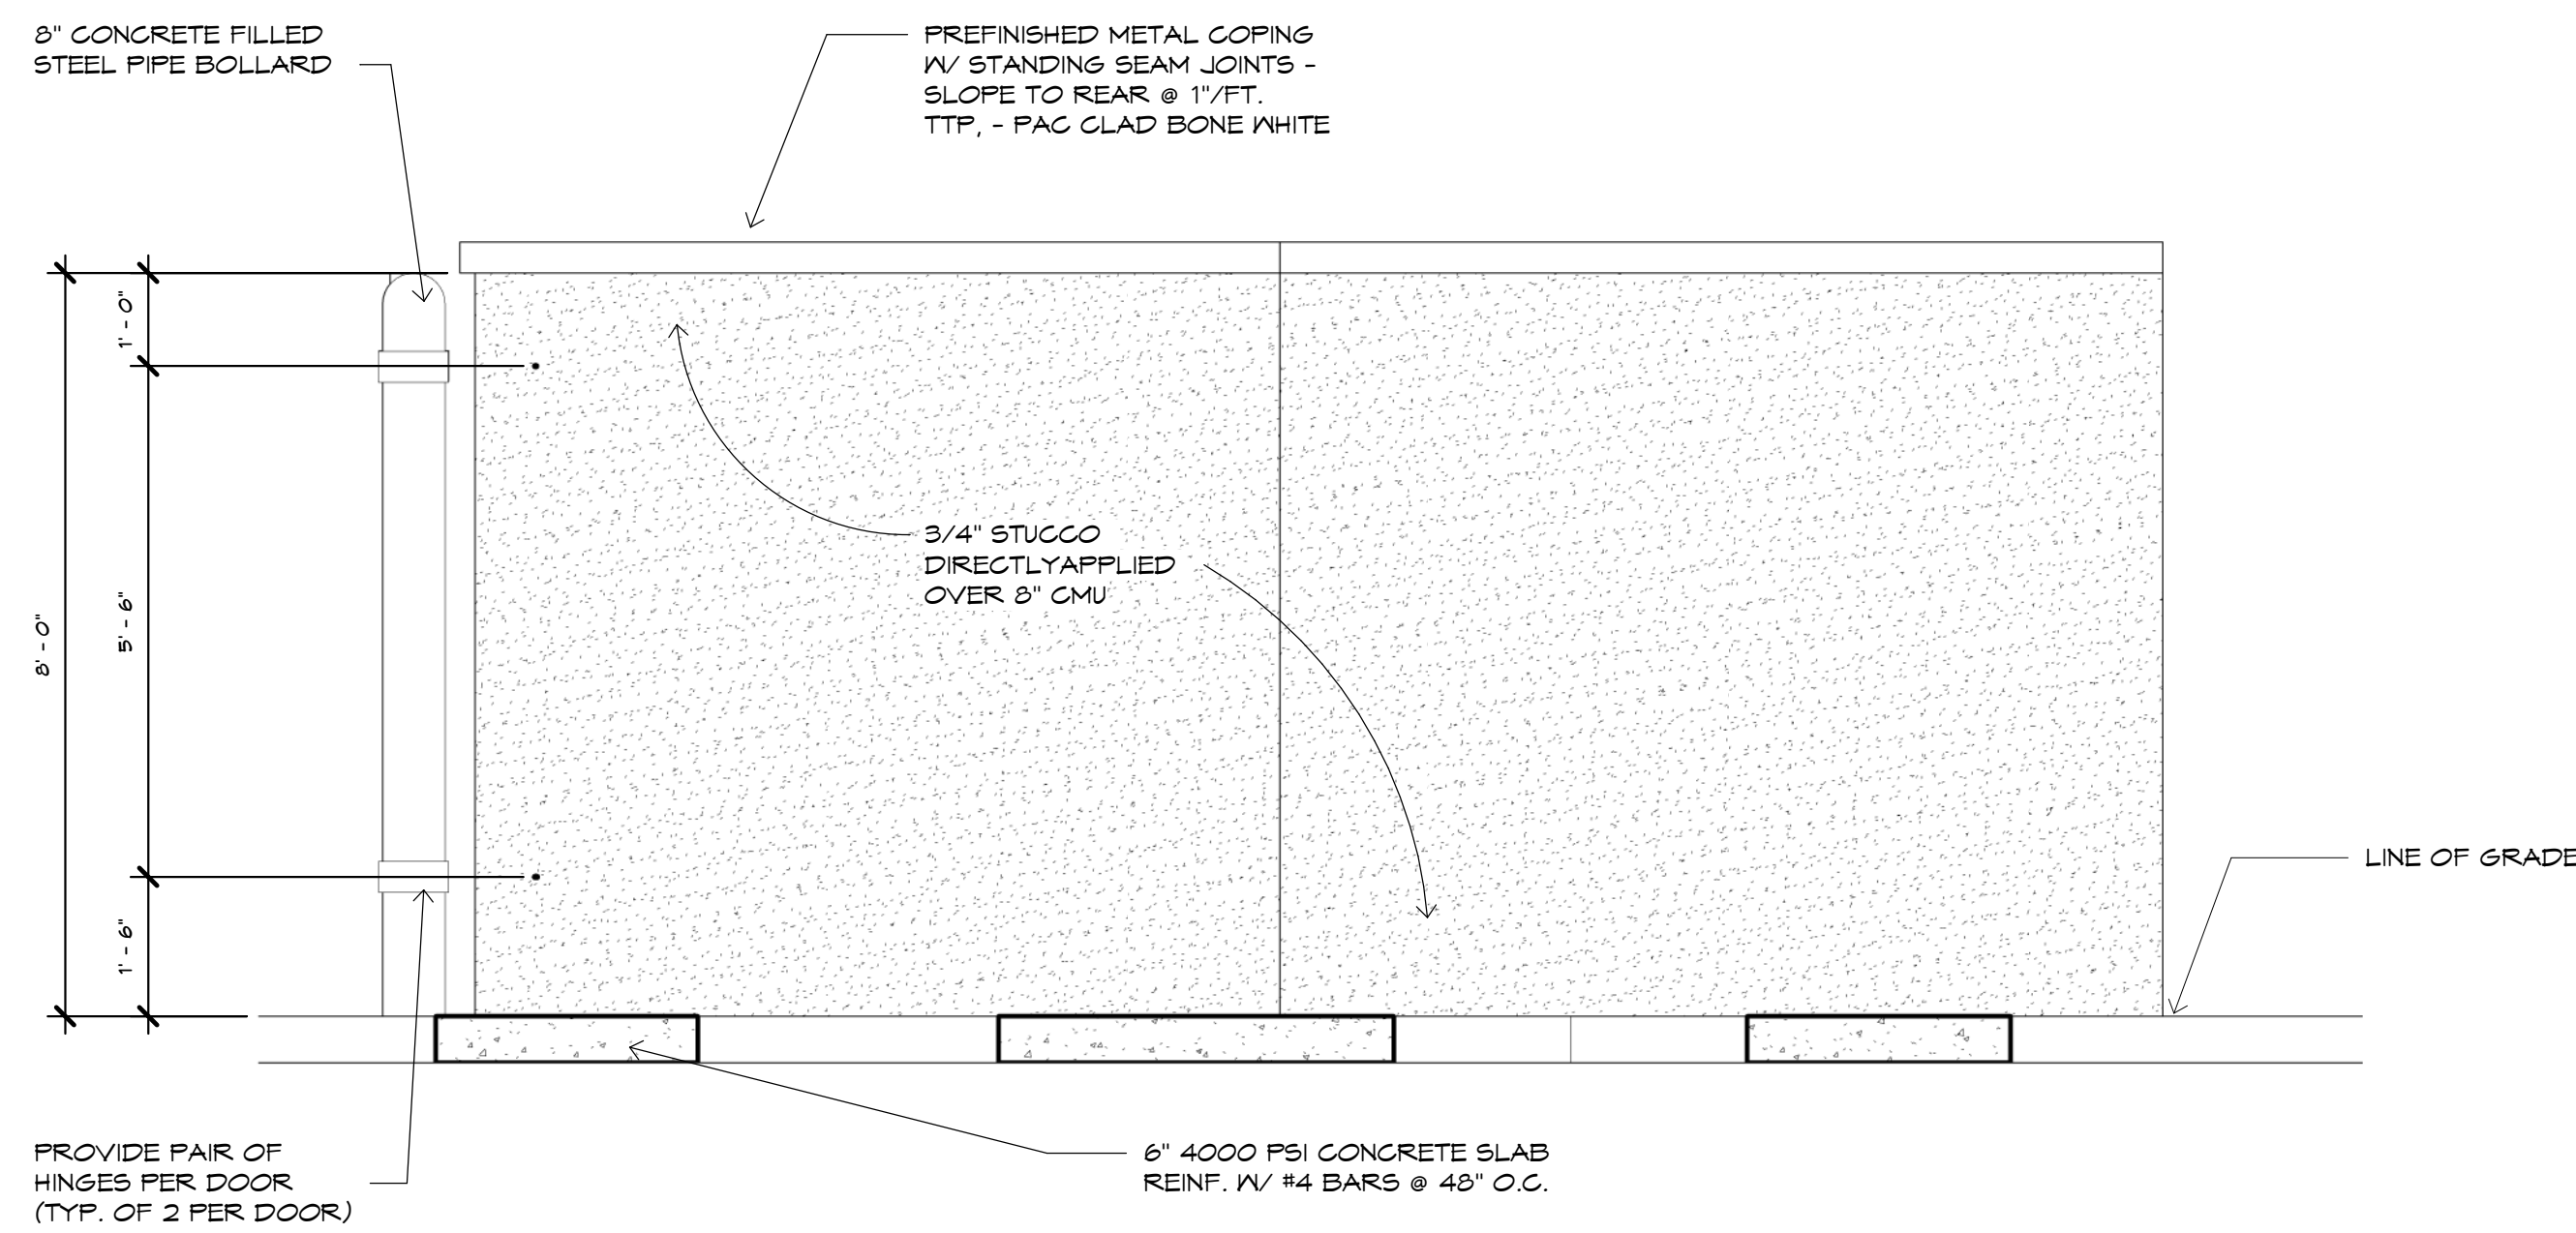 8" CONCRETE FILLED
STEEL PIPE BOLLARD
PREFINISHED METAL COPING
W/ STANDING SEAM JOINTS -
SLOPE TO REAR @ 1"/FT.
TTP, - PAC CLAD BONE WHITE
1' - 0"
5' - 6"
8' - 0"
1' - 6"
3/4" STUCCO
DIRECTLYAPPLIED
OVER 8" CMU
LINE OF GRADE
PROVIDE PAIR OF
HINGES PER DOOR
(TYP. OF 2 PER DOOR)
6" 4000 PSI CONCRETE SLAB
REINF. W/ #4 BARS @ 48" O.C.